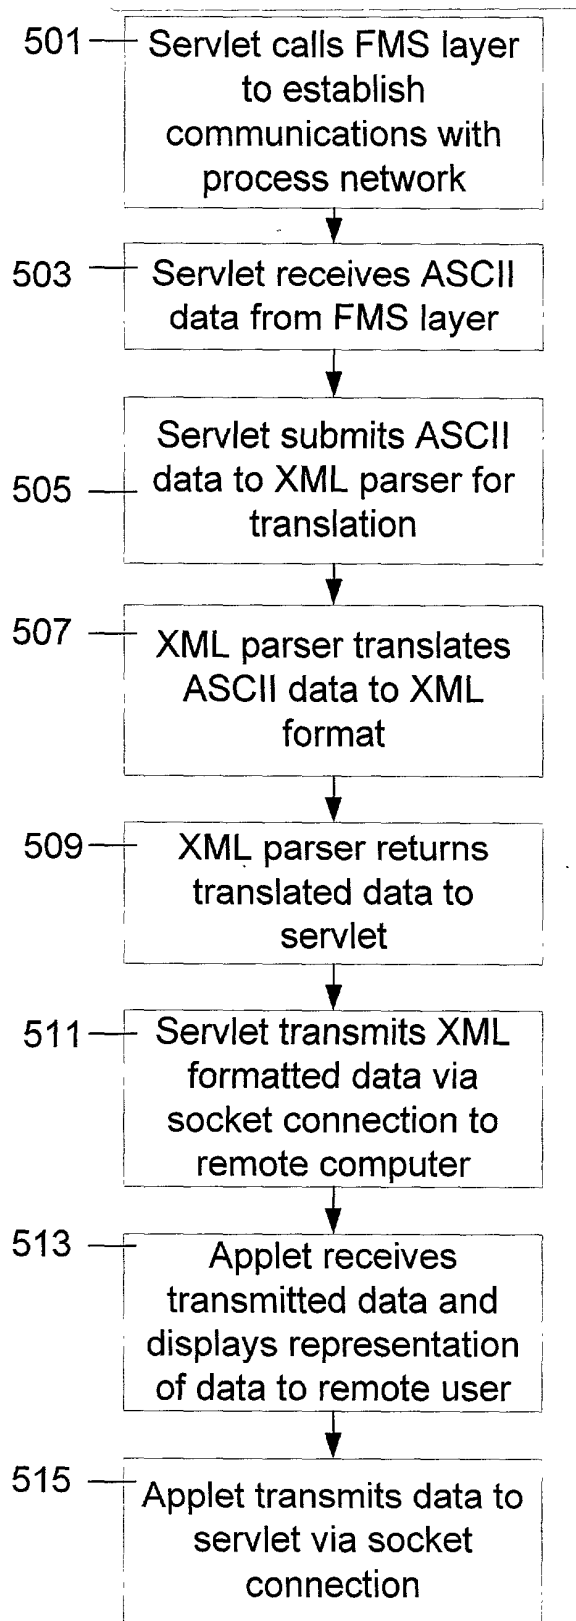 501
Servlet calls FMS layer
to establish
communications with
process network
503
Servlet receives ASCII
data from FMS layer
Servlet submits ASCII
505
data to XML parser for
translation
507
XML parser translates
ASCII data to XML
format
509
XML parser returns
translated data to
servlet
511
Servlet transmits XML
formatted data via
socket connection to
remote computer
513
Applet receives
transmitted data and
displays representation
of data to remote user
515
Applet transmits data to
servlet via socket
connection